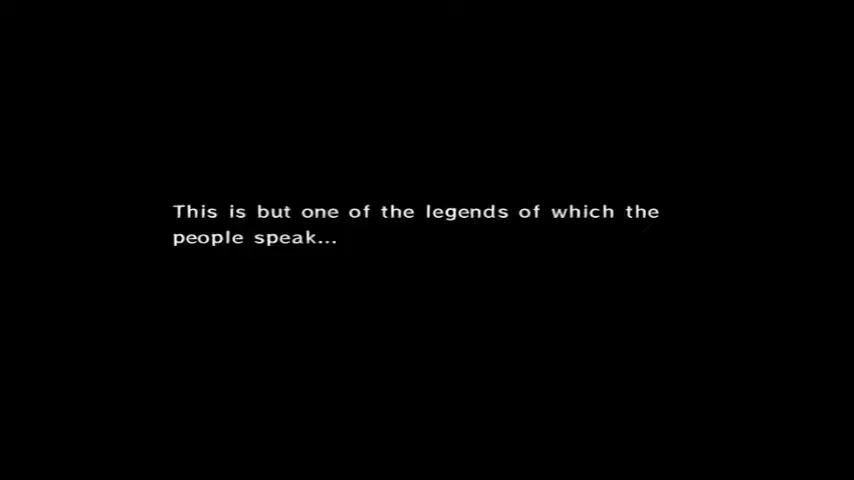 This is but one of the legends of which the
people speak...